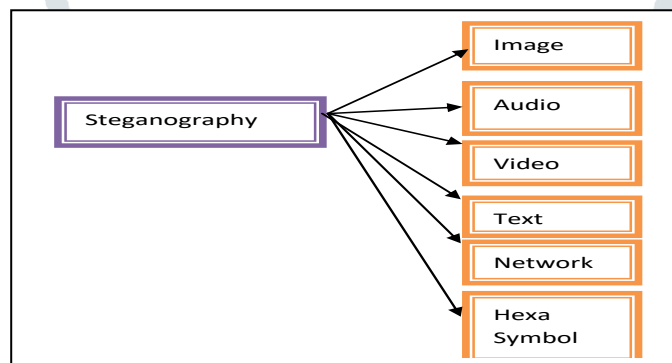 Steganography
Image
Audio
Video
Text
Network
Hexa
Symbol